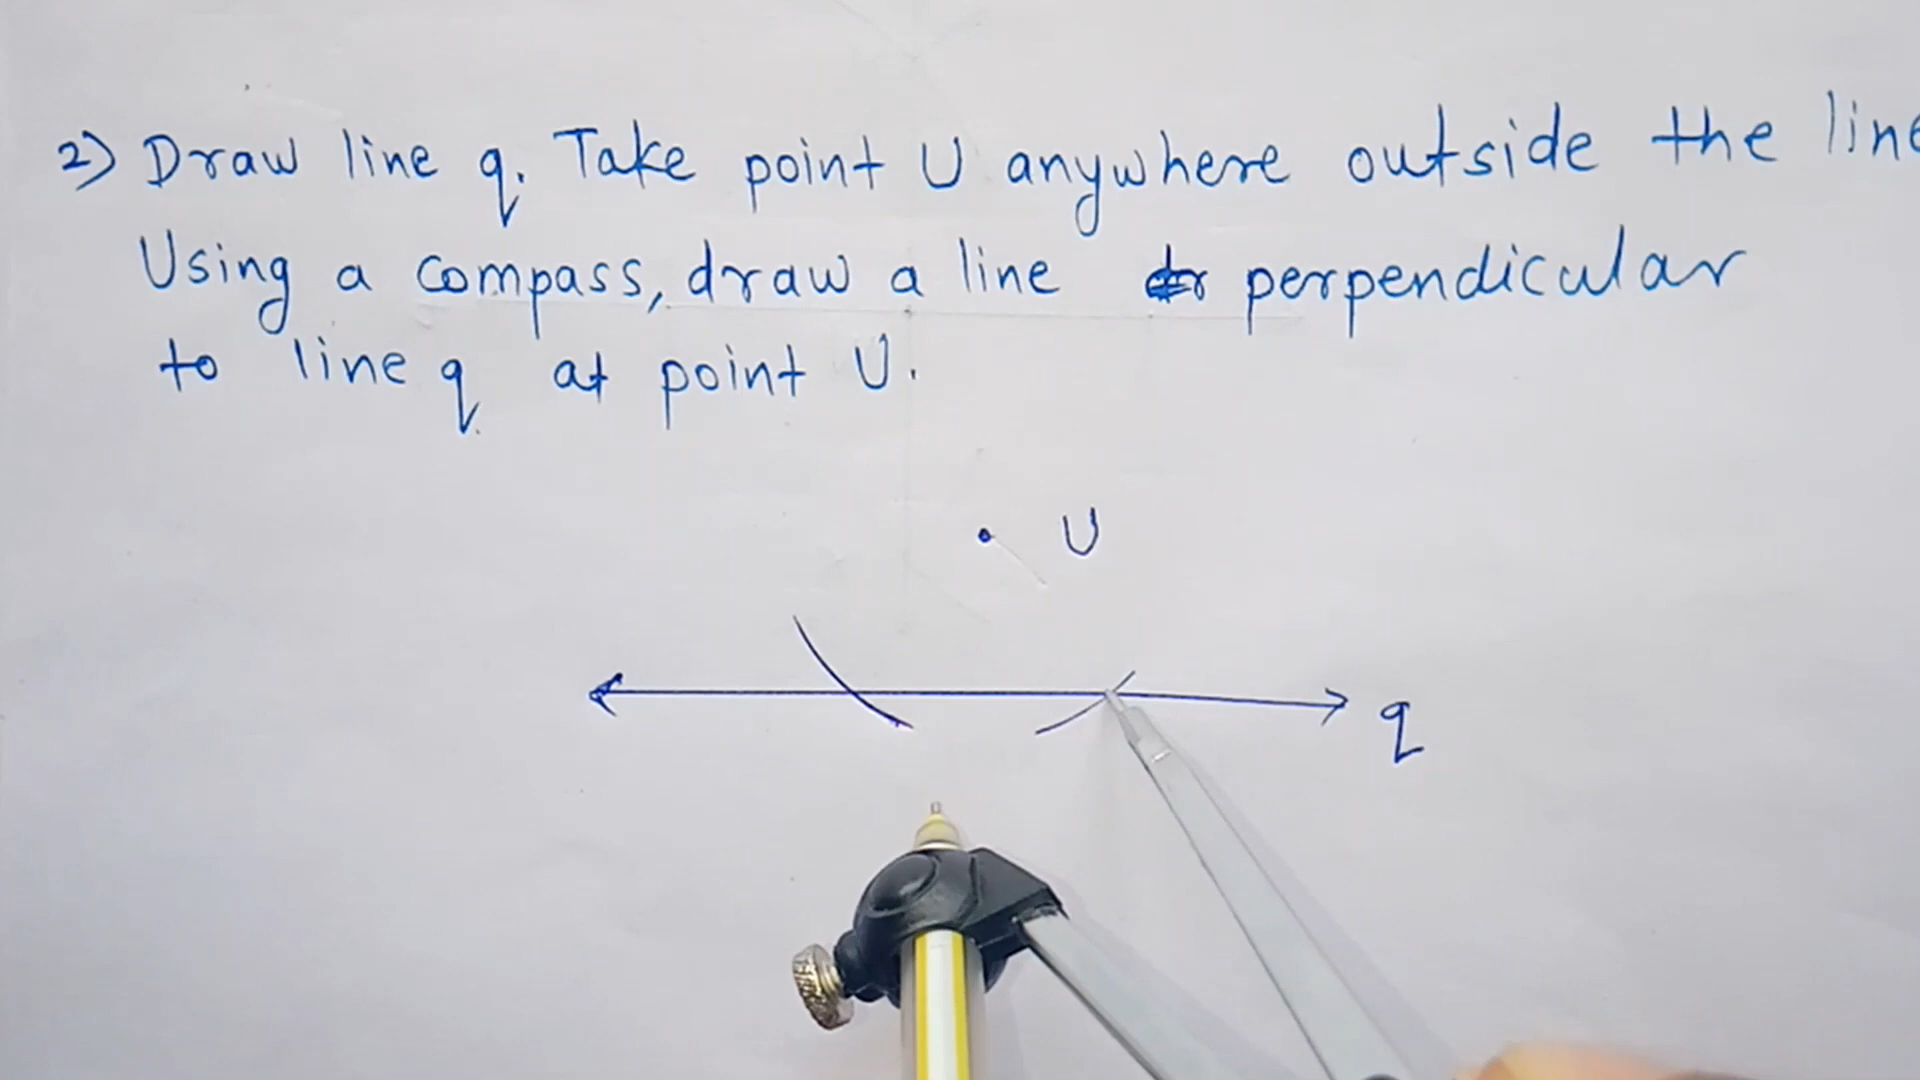 2) Draw line q. Take point U anywhere outside the line
Using a compass, draw a line perpendicular
to line q at point U.
U
q